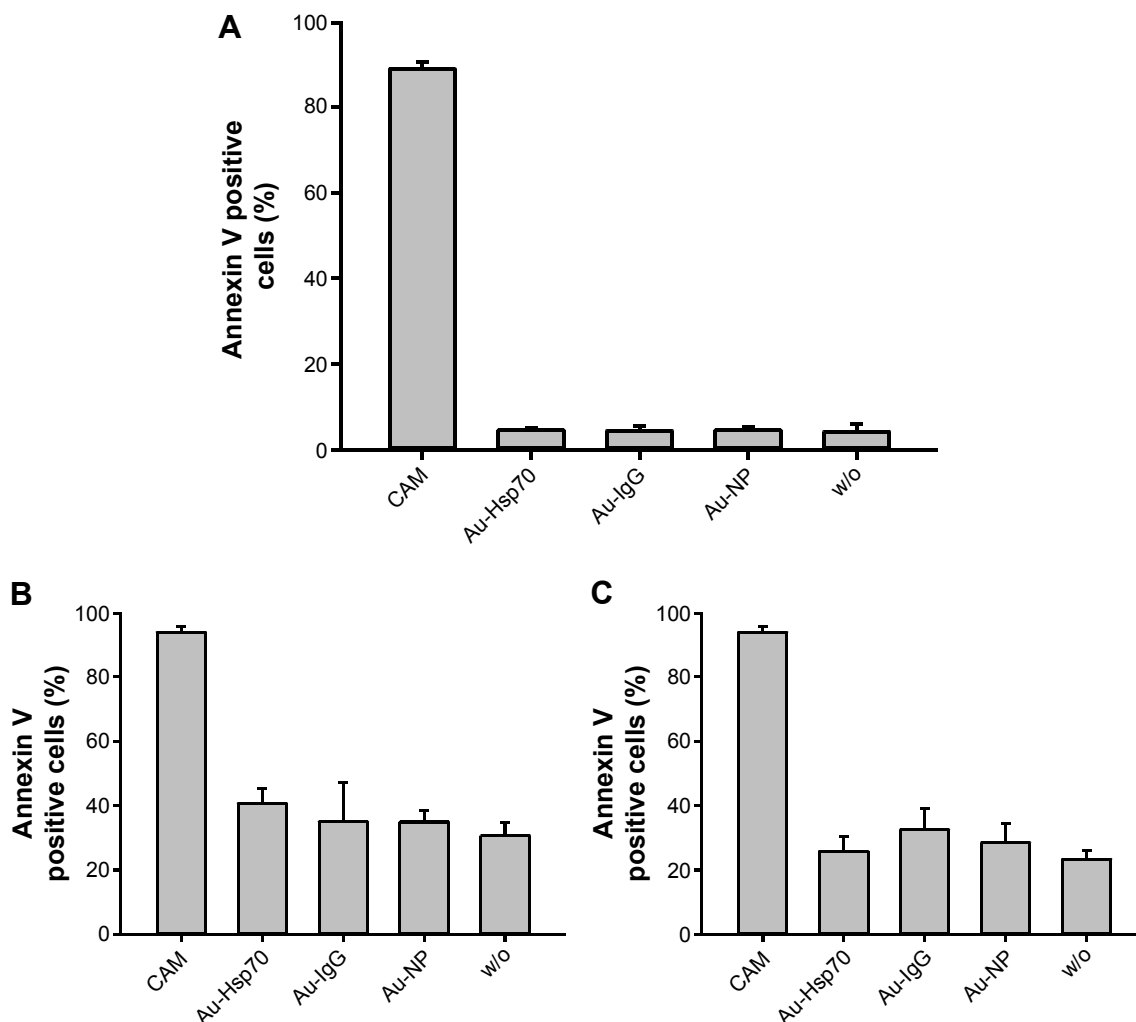 A
Annexin V positive
cells (%)
100
80
60
40
20
0
CAM
Au-Hsp70
Au-IgG
Au-NP
w/o
B
Annexin V
positive cells (%)
100
80
60
40
20
0
CAM
Au-Hsp70
Au-IgG
Au-NP
w/o
C
Annexin V
positive cells (%)
100
80
60
40
20
0
CAM
Au-Hsp70
Au-IgG
Au-NP
w/o